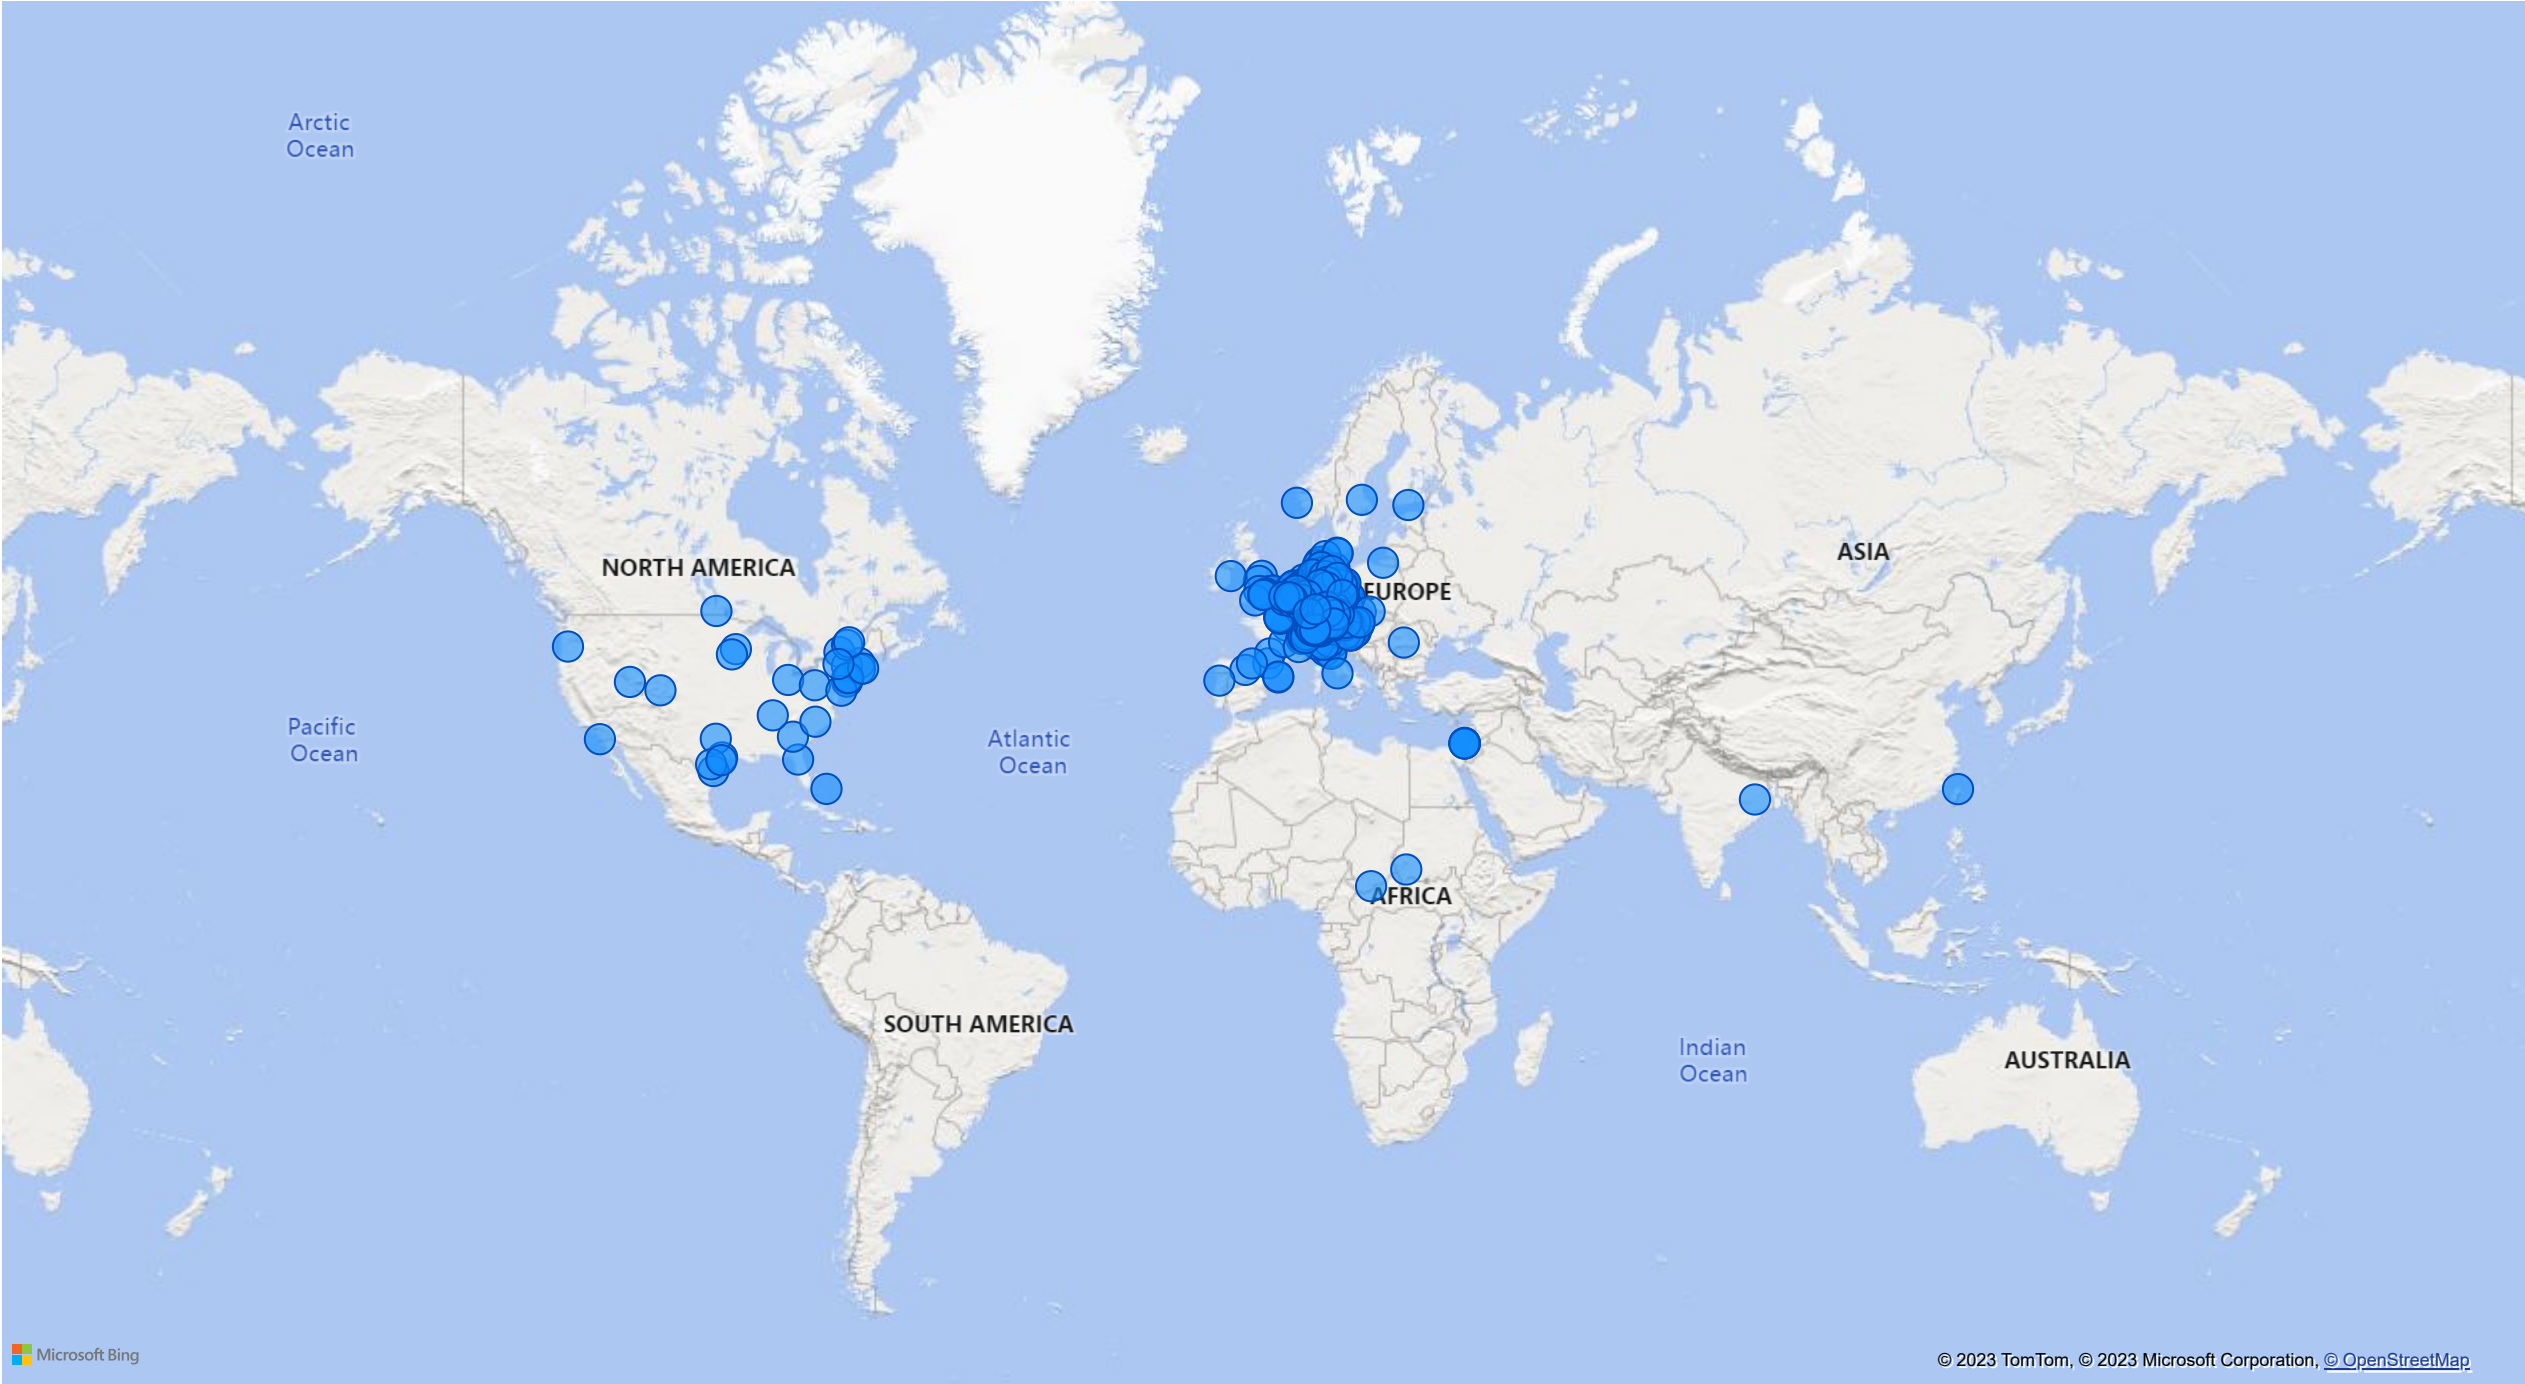 Arctic
Ocean
NORTH AMERICA
ASIA
EUROPE
Pacific
Ocean
Atlantic
Ocean
AFRICA
SOUTH AMERICA
Indian
Ocean
AUSTRALIA
Microsoft Bing
© 2023 TomTom, © 2023 Microsoft Corporation, © OpenStreetMap